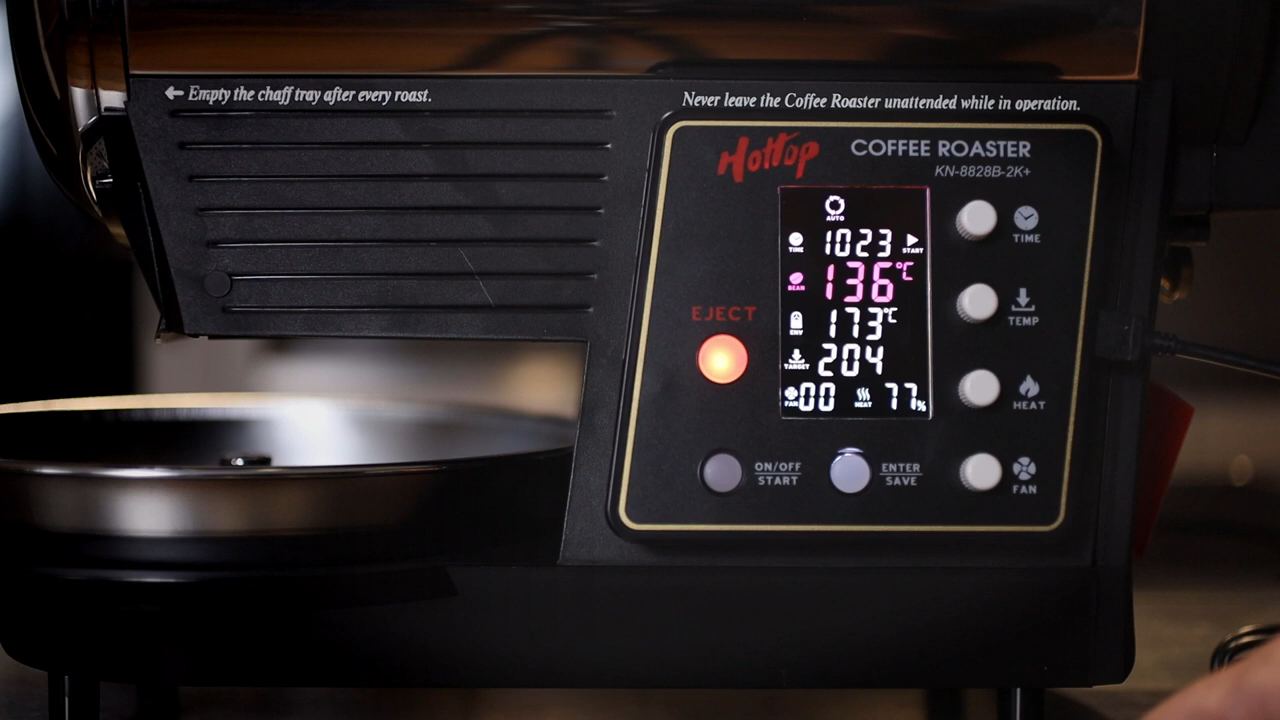 Empty the chaff tray after every roast.
Never leave the Coffee Roaster unattended while in operation.
Hottop COFFEE ROASTER
KN-8828B-2K+
AUTO
TIME 1023 START
BEAN 136°C
ENV 173°C
TARGET 204
FAN 00 HEAT 77%
EJECT
ON/OFF
START
ENTER
SAVE
TIME
TEMP
HEAT
FAN